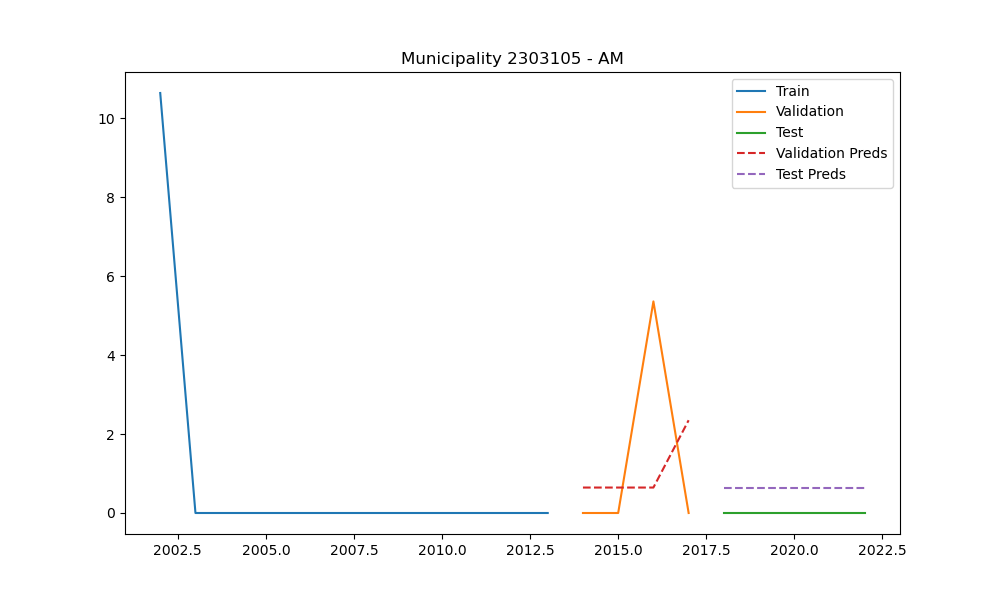 Municipality 2303105 - AM
Train
Validation
Test
Validation Preds
Test Preds
10
8
6
4
2
0
2002.5 2005.0 2007.5 2010.0 2012.5 2015.0 2017.5 2020.0 2022.5